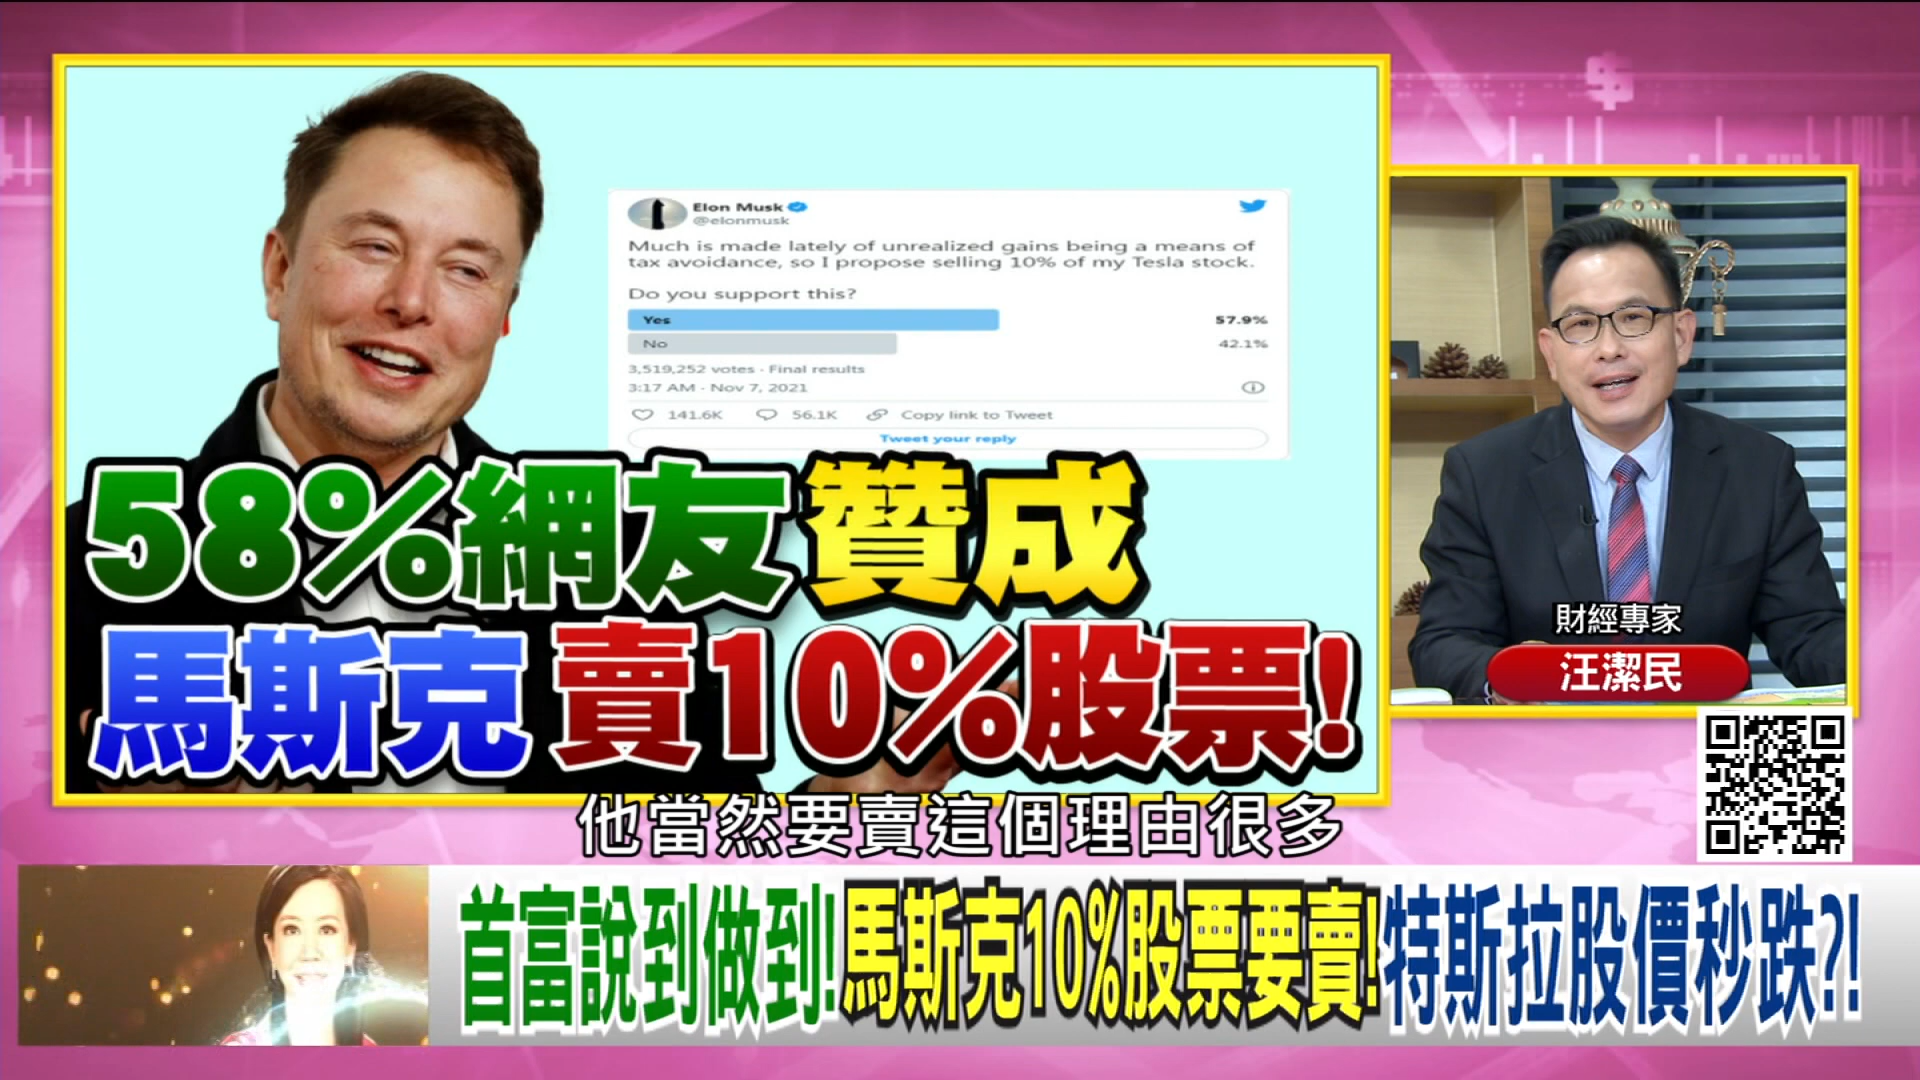 Elon Musk
@elonmusk
Much is made lately of unrealized gains being a means of
tax avoidance, so I propose selling 10% of my Tesla stock.
Do you support this?
Yes 57.9%
No 42.1%
3,519,252 votes · Final results
3:17 AM · Nov 7, 2021
141.6K 56.1K Copy link to Tweet
Tweet your reply
58%網友贊成
馬斯克 賣10%股票!
財經專家
汪潔民
他當然要賣這個理由很多
首富說到做到!馬斯克10%股票要賣!特斯拉股價秒跌?!